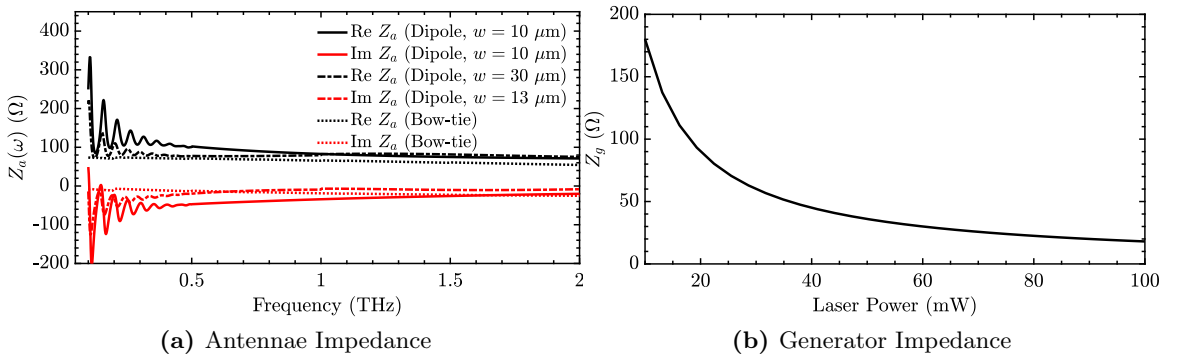 400
300
200
100
0
-100
-200
0.5
1
1.5
2
Z_a(ω) (Ω)
Frequency (THz)
Re Z_a (Dipole, w = 10 μm)
Im Z_a (Dipole, w = 10 μm)
Re Z_a (Dipole, w = 30 μm)
Im Z_a (Dipole, w = 13 μm)
Re Z_a (Bow-tie)
Im Z_a (Bow-tie)
(a) Antennae Impedance
200
150
100
50
0
20
40
60
80
100
Z_g (Ω)
Laser Power (mW)
(b) Generator Impedance